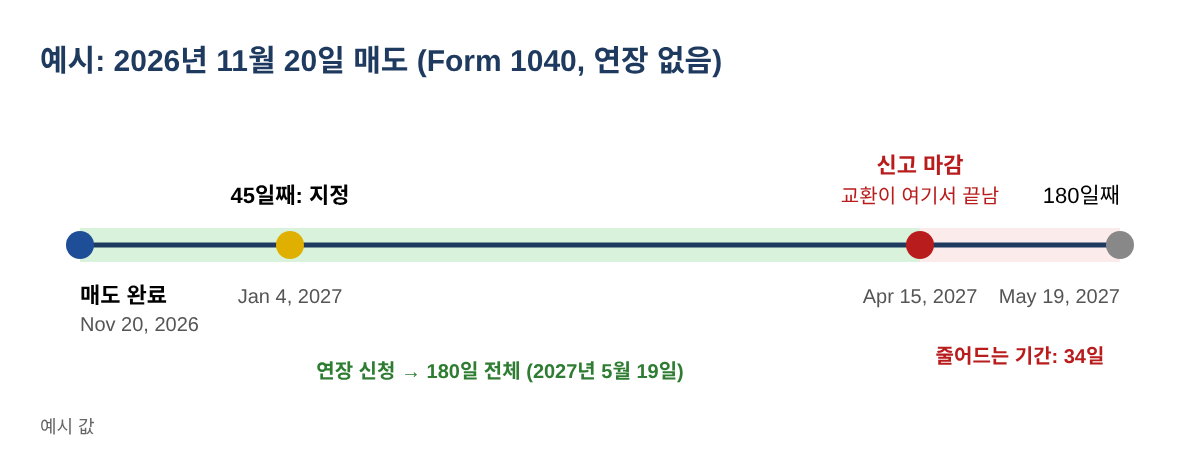 예시: 2026년 11월 20일 매도 (Form 1040, 연장 없음)
신고 마감
45일째: 지정
교환이 여기서 끝남
180일째
매도 완료
Nov 20, 2026
Jan 4, 2027
Apr 15, 2027
May 19, 2027
줄어드는 기간: 34일
연장 신청 → 180일 전체 (2027년 5월 19일)
예시 값